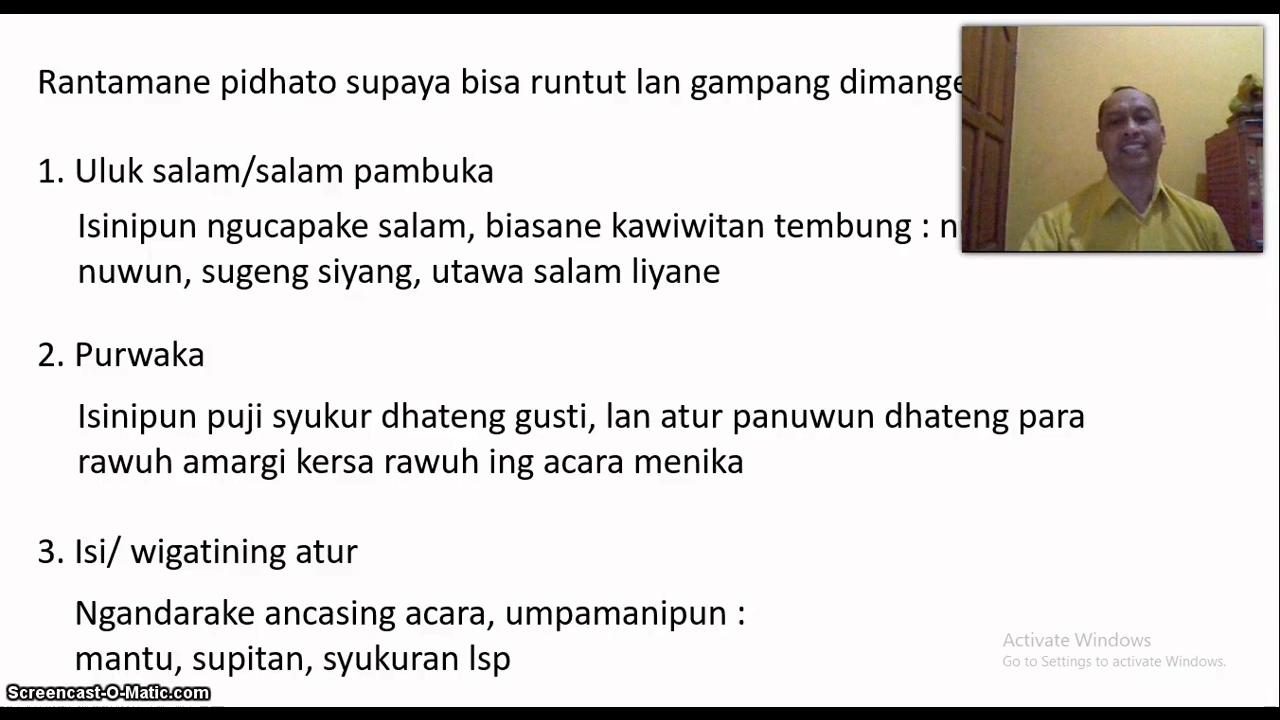 Rantamane pidhato supaya bisa runtut lan gampang
1. Uluk salam/salam pambuka
Isinipun ngucapake salam, biasane kawiwitan tembung :
nuwun, sugeng siyang, utawa salam liyane
2. Purwaka
Isinipun puji syukur dhateng gusti, lan atur panuwun dhateng para
rawuh amargi kersa rawuh ing acara menika
3. Isi/ wigatining atur
Ngandarake ancasing acara, umpamanipun :
mantu, supitan, syukuran lsp
Activate Windows
Go to Settings to activate Windows.
Screencast-O-Matic.com